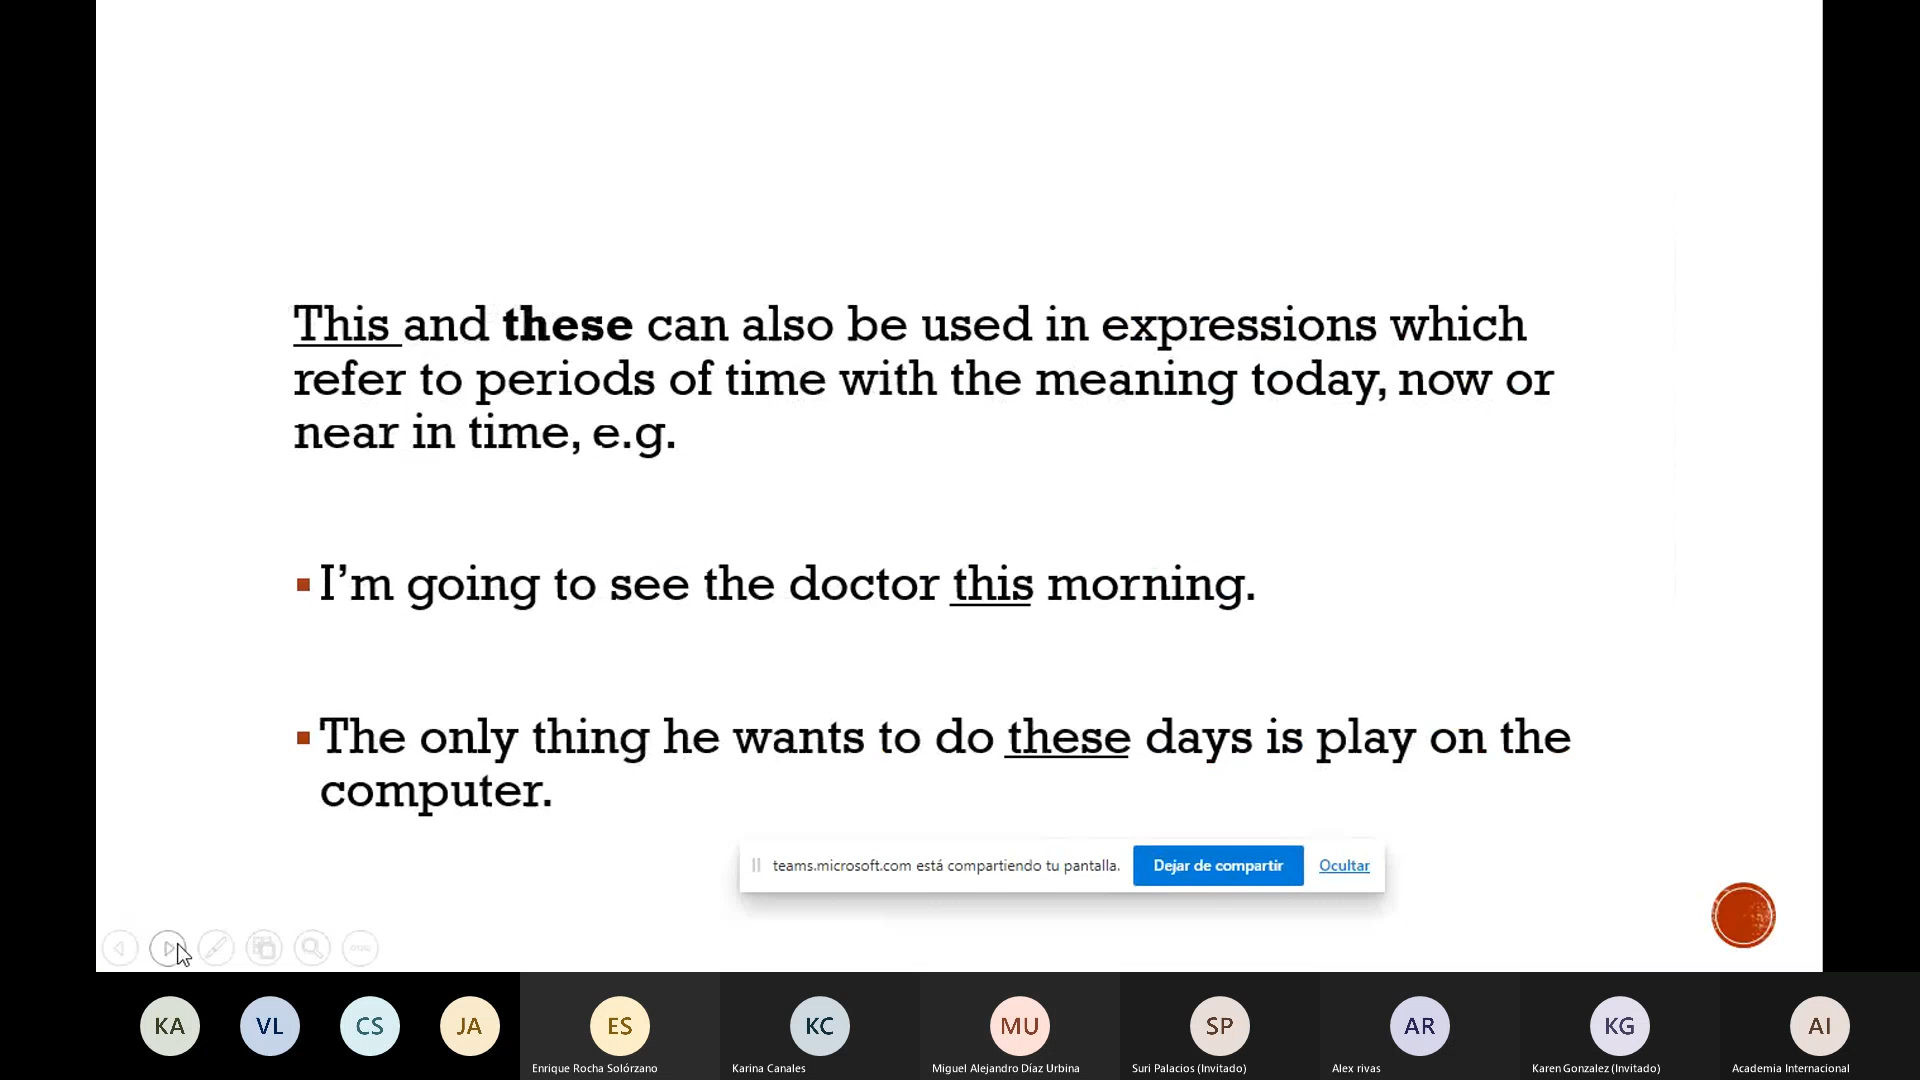 This and these can also be used in expressions which
refer to periods of time with the meaning today, now or
near in time, e.g.
I'm going to see the doctor this morning.
The only thing he wants to do these days is play on the
computer.
teams.microsoft.com está compartiendo tu pantalla. Dejar de compartir Ocultar
KA VL CS JA ES KC MU SP AR KG AI
Enrique Rocha Solórzano Karina Canales Miguel Alejandro Díaz Urbina Suri Palacios (Invitado) Alex rivas Karen Gonzalez (Invitado) Academia Internacional